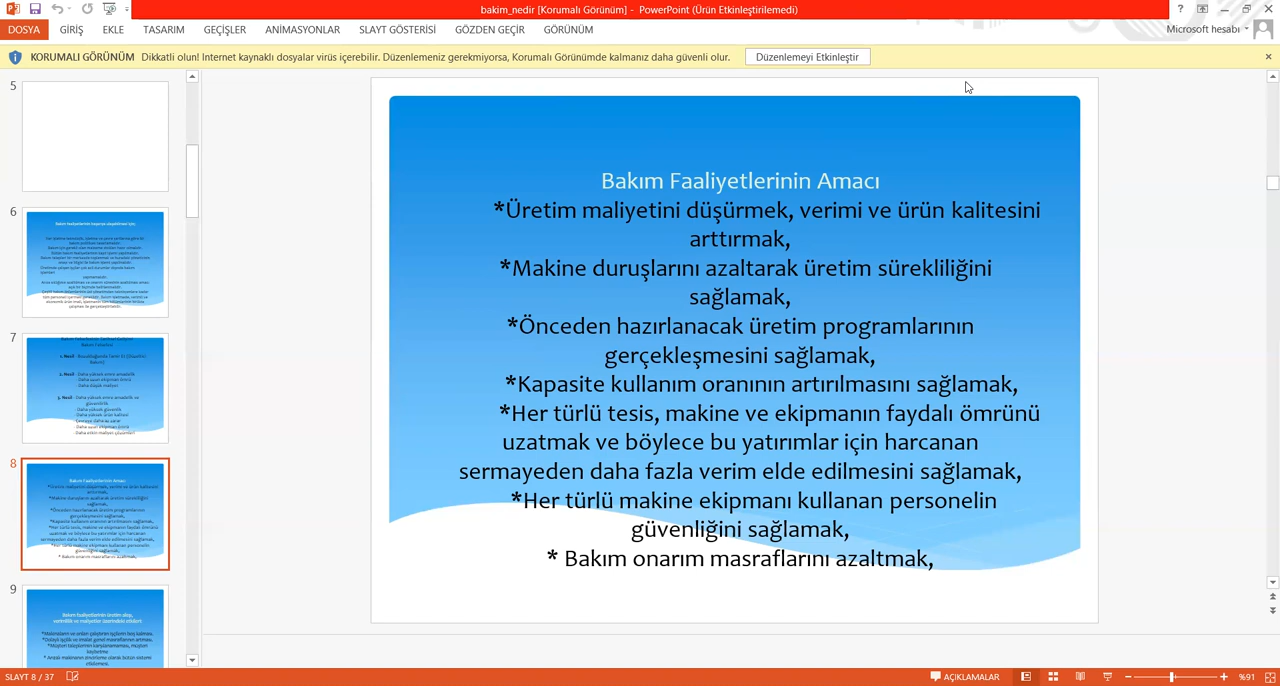 bakim_nedir [Korumalı Görünüm] - PowerPoint (Ürün Etkinleştirilemedi)
DOSYA GİRİŞ EKLE TASARIM GEÇİŞLER ANİMASYONLAR SLAYT GÖSTERİSİ GÖZDEN GEÇİR GÖRÜNÜM Microsoft hesabı
KORUMALI GÖRÜNÜM Dikkatli olun! Internet kaynaklı dosyalar virüs içerebilir. Düzenlemeniz gerekmiyorsa, Korumalı Görünümde kalmanız daha güvenli olur. Düzenlemeyi Etkinleştir
5
6
7
8
9
Bakım Faaliyetlerinin Amacı
*Üretim maliyetini düşürmek, verimi ve ürün kalitesini
arttırmak,
*Makine duruşlarını azaltarak üretim sürekliliğini
sağlamak,
*Önceden hazırlanacak üretim programlarının
gerçekleşmesini sağlamak,
*Kapasite kullanım oranının artırılmasını sağlamak,
*Her türlü tesis, makine ve ekipmanın faydalı ömrünü
uzatmak ve böylece bu yatırımlar için harcanan
sermayeden daha fazla verim elde edilmesini sağlamak,
*Her türlü makine ekipmanı kullanan personelin
güvenliğini sağlamak,
* Bakım onarım masraflarını azaltmak,
SLAYT 8 / 37 AÇIKLAMALAR %91